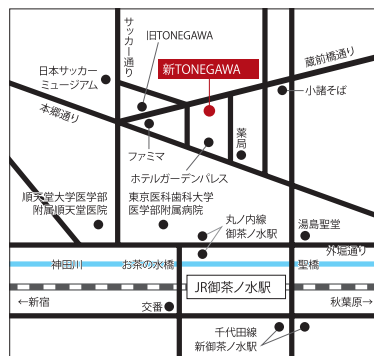 サッカー通り
旧TONEGAWA
蔵前橋通り
新TONEGAWA
日本サッカー
ミュージアム
小諸そば
本郷通り
薬局
ファミマ
ホテルガーデンパレス
順天堂大学医学部
附属順天堂医院
東京医科歯科大学
医学部附属病院
丸ノ内線
御茶ノ水駅
湯島聖堂
外堀通り
神田川
お茶の水橋
聖橋
JR御茶ノ水駅
←新宿
秋葉原→
交番
千代田線
新御茶ノ水駅